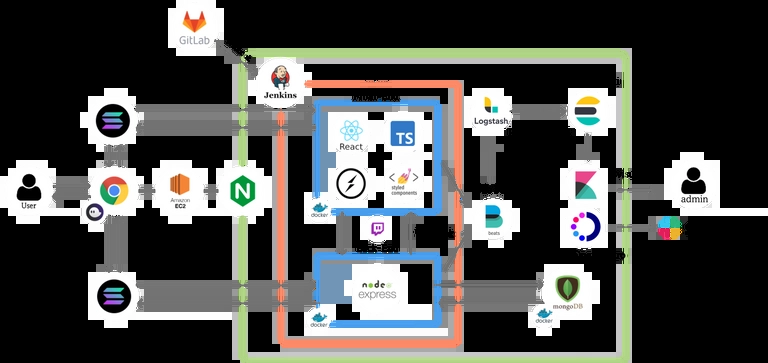 GitLab
Jenkins
React
TS
Logstash
styled
components
User
Amazon
EC2
N
docker
beats
admin
node
express
docker
docker
mongoDB